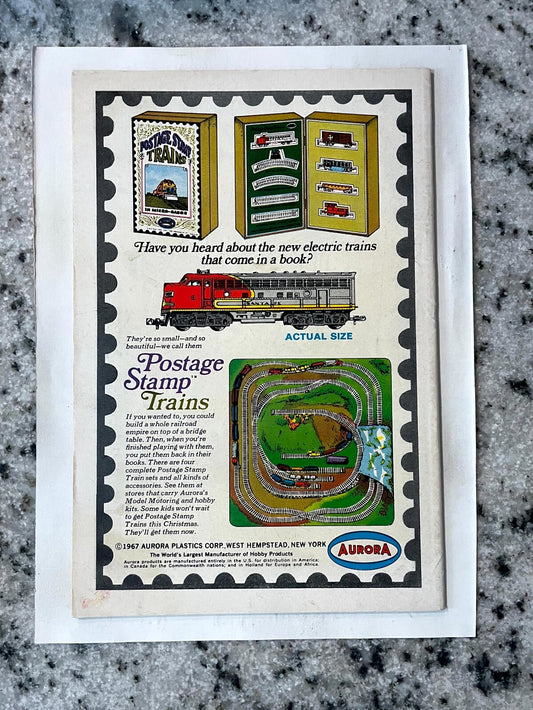 POSTAGE STAMP
TRAINS
Have you heard about the new electric trains
that come in a book?
SANTA FE
ACTUAL SIZE
They're so small—and so
beautiful—we call them
Postage
Stamp™
Trains
If you wanted to, you could
build a whole railroad
empire on top of a bridge
table. Then, when you're
finished playing with them,
you put them back in their
books. There are four
complete Postage Stamp
Train sets and all kinds of
accessories. See them at
stores that carry Aurora's
Model Motoring and hobby
kits. Some kids won't wait
to get Postage Stamp
Trains this Christmas.
They'll get them now.
©1967 AURORA PLASTICS CORP., WEST HEMPSTEAD, NEW YORK
The World's Largest Manufacturer of Hobby Products
Aurora products are manufactured entirely in the U.S. for distribution in America;
in Canada for the Commonwealth nations; and in Holland for Europe and Africa.
AURORA